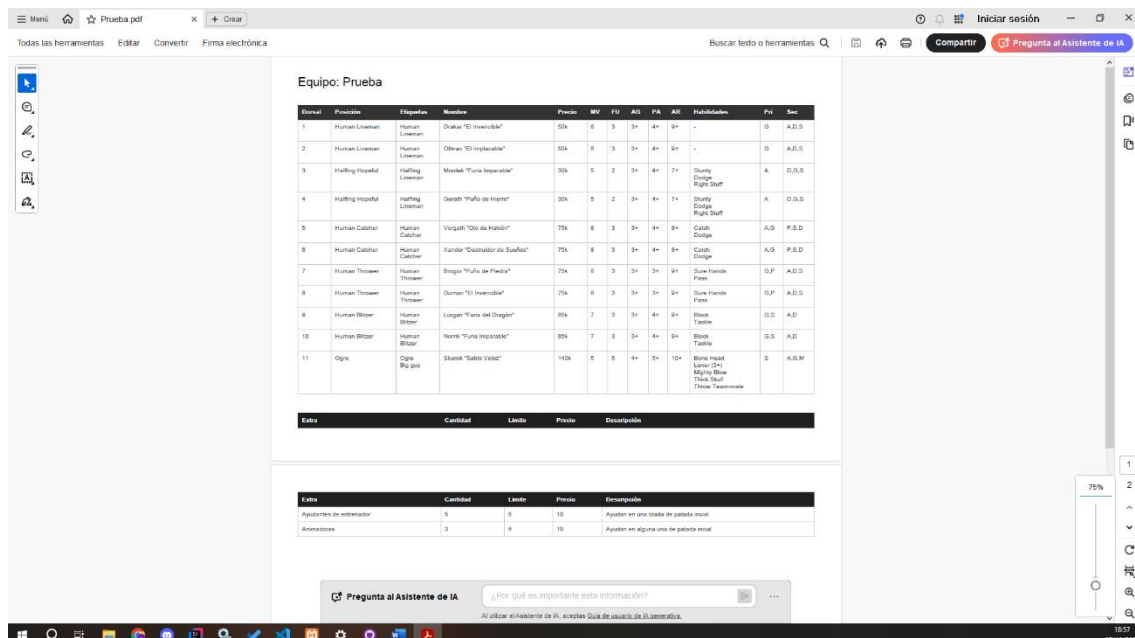 Menú Prueba.pdf + Crear Iniciar sesión
Todas las herramientas Editar Convertir Firma electrónica Buscar texto o herramientas Compartir Pregunta al Asistente de IA
Equipo: Prueba
Dorsal Posición Etiquetas Nombre Precio MV FU AG PA AR Habilidades Pri Sec
1 Human Lineman Human Drakar "El Invencible" 50k 6 3 3+ 4+ 9+ - G A,D,S
Lineman
2 Human Lineman Human Othran "El Implacable" 50k 6 3 3+ 4+ 9+ - G A,D,S
Lineman
3 Halfling Hopeful Halfling Mordek "Furia Imparable" 30k 5 2 3+ 4+ 7+ Stunty A D,G,S
Lineman Dodge
Right Stuff
4 Halfling Hopeful Halfling Gorath "Puño de Hierro" 30k 5 2 3+ 4+ 7+ Stunty A D,G,S
Lineman Dodge
Right Stuff
5 Human Catcher Human Vorgath "Ojo de Halcón" 75k 8 3 3+ 4+ 8+ Catch A,G P,S,D
Catcher Dodge
6 Human Catcher Human Xandor "Destruidor de Sueños" 75k 8 3 3+ 4+ 8+ Catch A,G P,S,D
Catcher Dodge
7 Human Thrower Human Brogor "Puño de Piedra" 75k 6 3 3+ 3+ 9+ Sure Hands G,P A,D,S
Thrower Pass
8 Human Thrower Human Durnan "El Invencible" 75k 6 3 3+ 3+ 9+ Sure Hands G,P A,D,S
Thrower Pass
9 Human Blitzer Human Lurgan "Furia del Dragón" 85k 7 3 3+ 4+ 9+ Block G,S A,D
Blitzer Tackle
10 Human Blitzer Human Norrik "Furia Imparable" 85k 7 3 3+ 4+ 9+ Block G,S A,D
Blitzer Tackle
11 Ogre Ogre Skarok "Sable Veloz" 140k 5 5 4+ 5+ 10+ Bone Head S A,G,M
Big guy Loner (3+)
Mighty Blow
Thick Skull
Throw Team-mate
Extra Cantidad Límite Precio Descripción
Extra Cantidad Límite Precio Descripción
Ayudantes de entrenador 5 6 10 Ayudan en una tirada de patada inicial
Animadoras 3 6 10 Ayudan en alguna una de patada inicial
Pregunta al Asistente de IA ¿Por qué es importante esta información?
Al utilizar el Asistente de IA, aceptas Guía de usuario de IA generativa.
1
75% 2
18:57